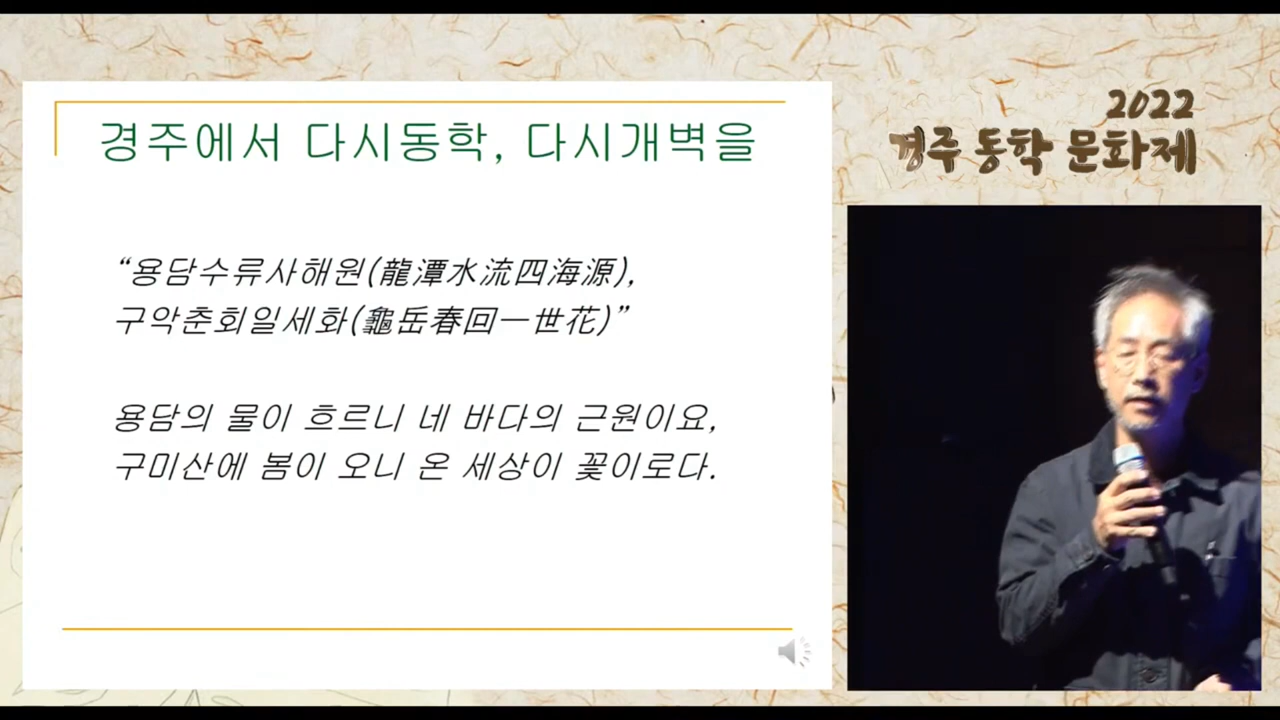 경주에서 다시동학, 다시개벽을
“용담수류사해원(龍潭水流四海源),
구악춘회일세화(龜岳春回一世花)”
용담의 물이 흐르니 네 바다의 근원이요,
구미산에 봄이 오니 온 세상이 꽃이로다.
2022
경주 동학 문화제